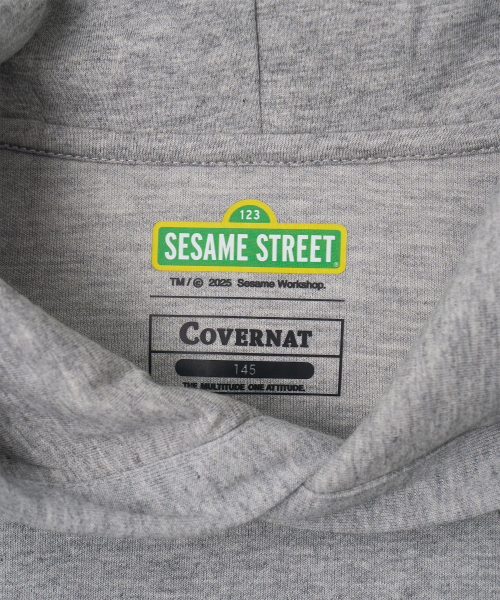 123
SESAME STREET®
TM / © 2025 Sesame Workshop.
COVERNAT
145
THE MULTITUDE ONE ATTITUDE.